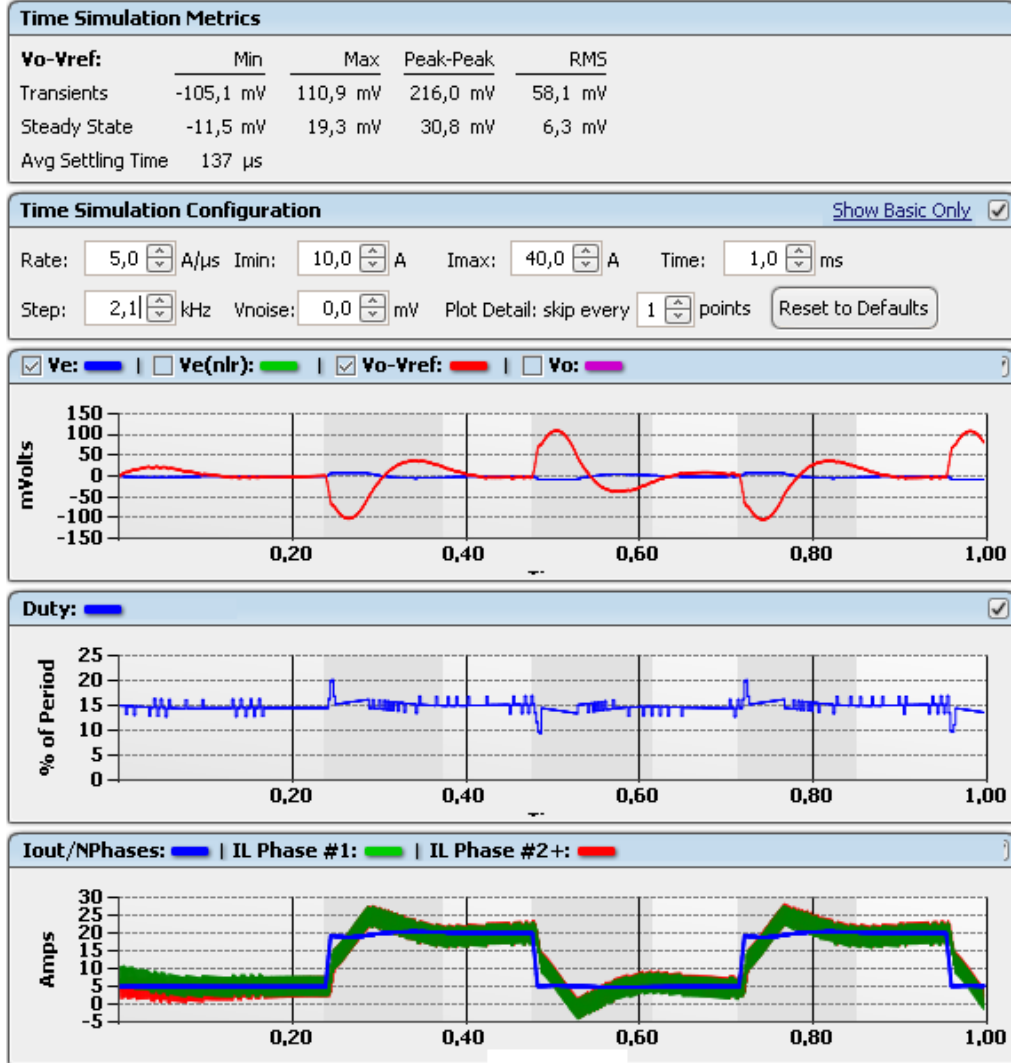 Time Simulation Metrics
Vo-Vref: Min Max Peak-Peak RMS
Transients -105,1 mV 110,9 mV 216,0 mV 58,1 mV
Steady State -11,5 mV 19,3 mV 30,8 mV 6,3 mV
Avg Settling Time 137 µs
Time Simulation Configuration Show Basic Only
Rate: 5,0 A/µs Imin: 10,0 A Imax: 40,0 A Time: 1,0 ms
Step: 2,1 kHz Vnoise: 0,0 mV Plot Detail: skip every 1 points Reset to Defaults
Ve: | Ve(nlr): | Vo-Vref: | Vo:
mVolts
150
100
50
0
-50
-100
-150
0,20 0,40 0,60 0,80 1,00
Duty:
% of Period
25
20
15
10
5
0
0,20 0,40 0,60 0,80 1,00
Iout/NPhases: | IL Phase #1: | IL Phase #2+:
Amps
30
25
20
15
10
5
0
-5
0,20 0,40 0,60 0,80 1,00